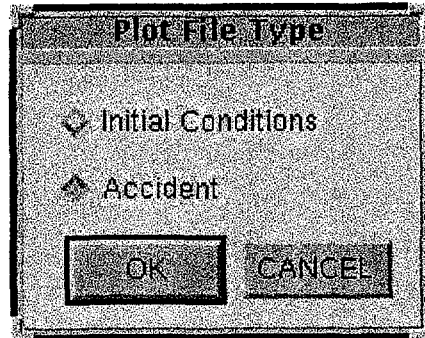 Plot File Type
Initial Conditions
Accident
OK
CANCEL